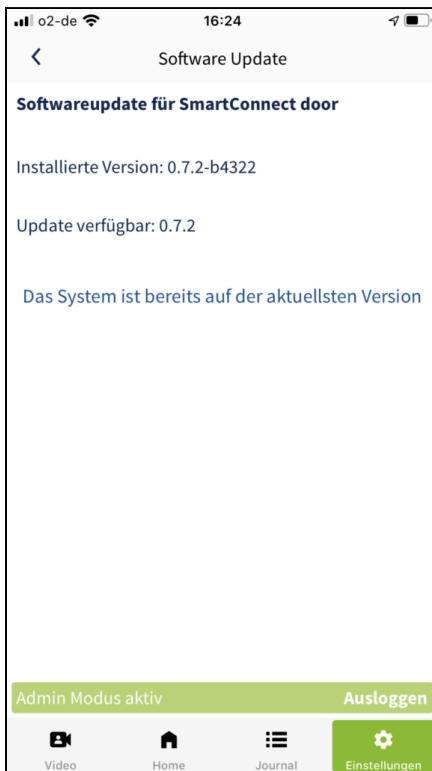 o2-de 16:24
Software Update
Softwareupdate für SmartConnect door
Installierte Version: 0.7.2-b4322
Update verfügbar: 0.7.2
Das System ist bereits auf der aktuellsten Version
Admin Modus aktiv Ausloggen
Video Home Journal Einstellungen